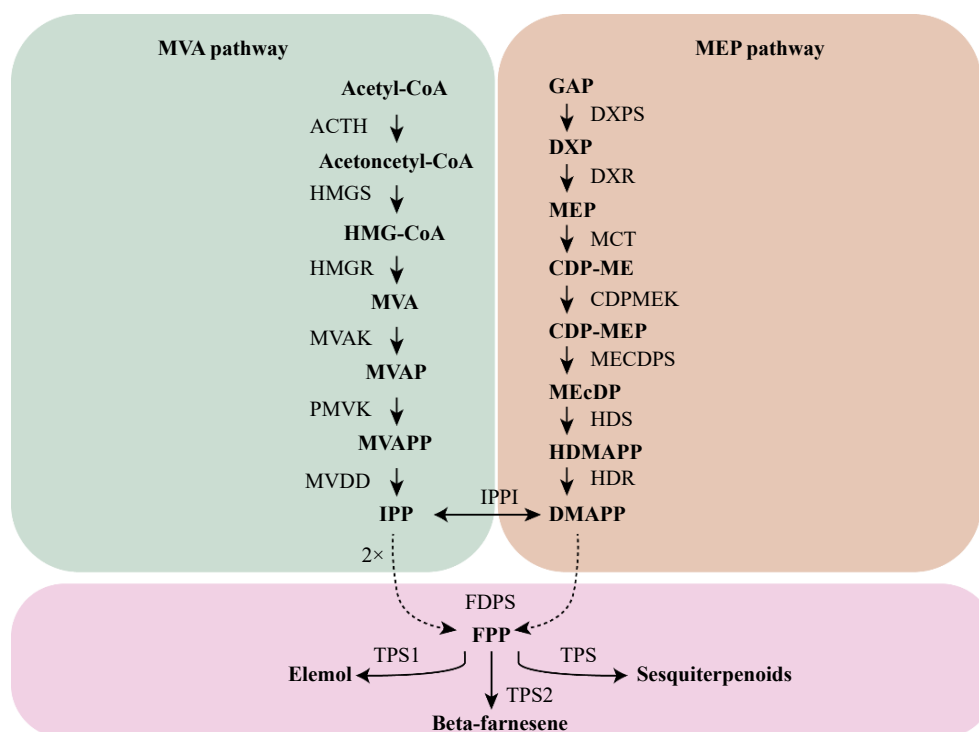 MVA pathway
Acetyl-CoA
ACTH
Acetoncetyl-CoA
HMGS
HMG-CoA
HMGR
MVA
MVAK
MVAP
PMVK
MVAPP
MVDD
IPP
2×
MEP pathway
GAP
DXPS
DXP
DXR
MEP
MCT
CDP-ME
CDPMEK
CDP-MEP
MECDPS
MEcDP
HDS
HDMAPP
HDR
IPPI
DMAPP
FDPS
FPP
TPS1
TPS
Elemol
Sesquiterpenoids
TPS2
Beta-farnesene